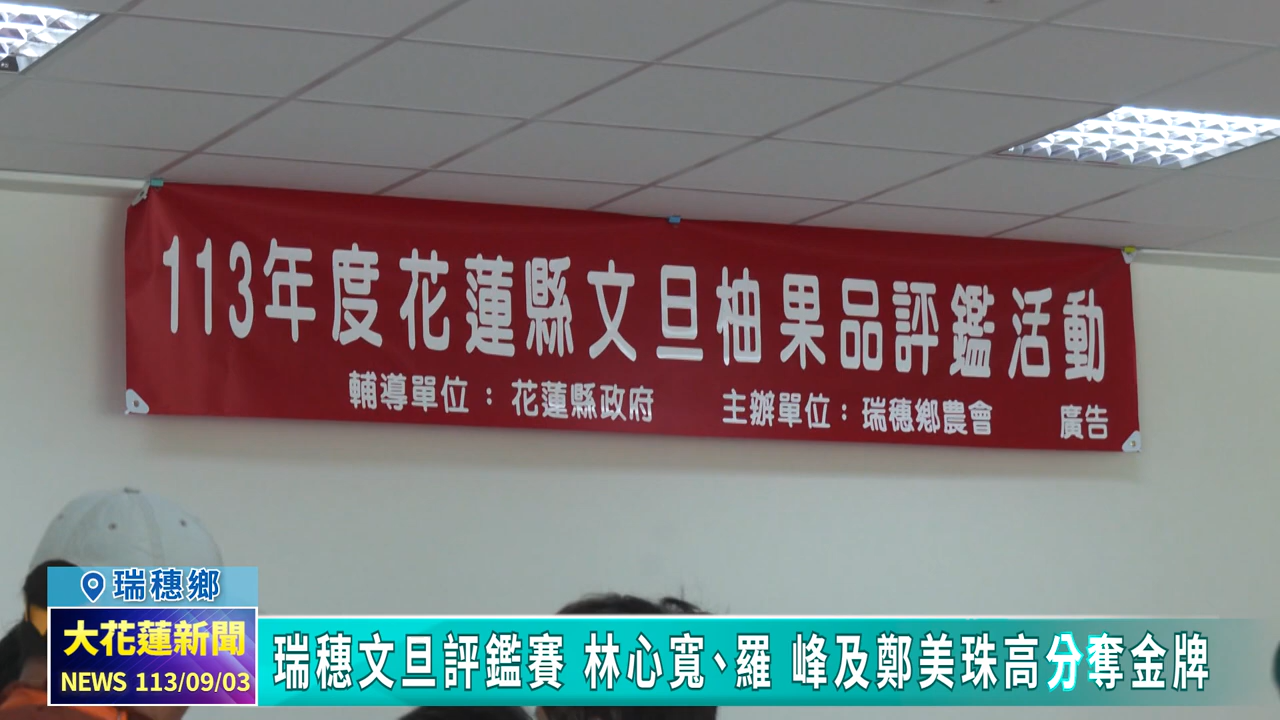 113年度花蓮縣文旦柚果品評鑑活動
輔導單位：花蓮縣政府 主辦單位：瑞穗鄉農會 廣告
瑞穗鄉
大花蓮新聞
NEWS 113/09/03
瑞穗文旦評鑑賽 林心寬、羅 峰及鄭美珠高分奪金牌